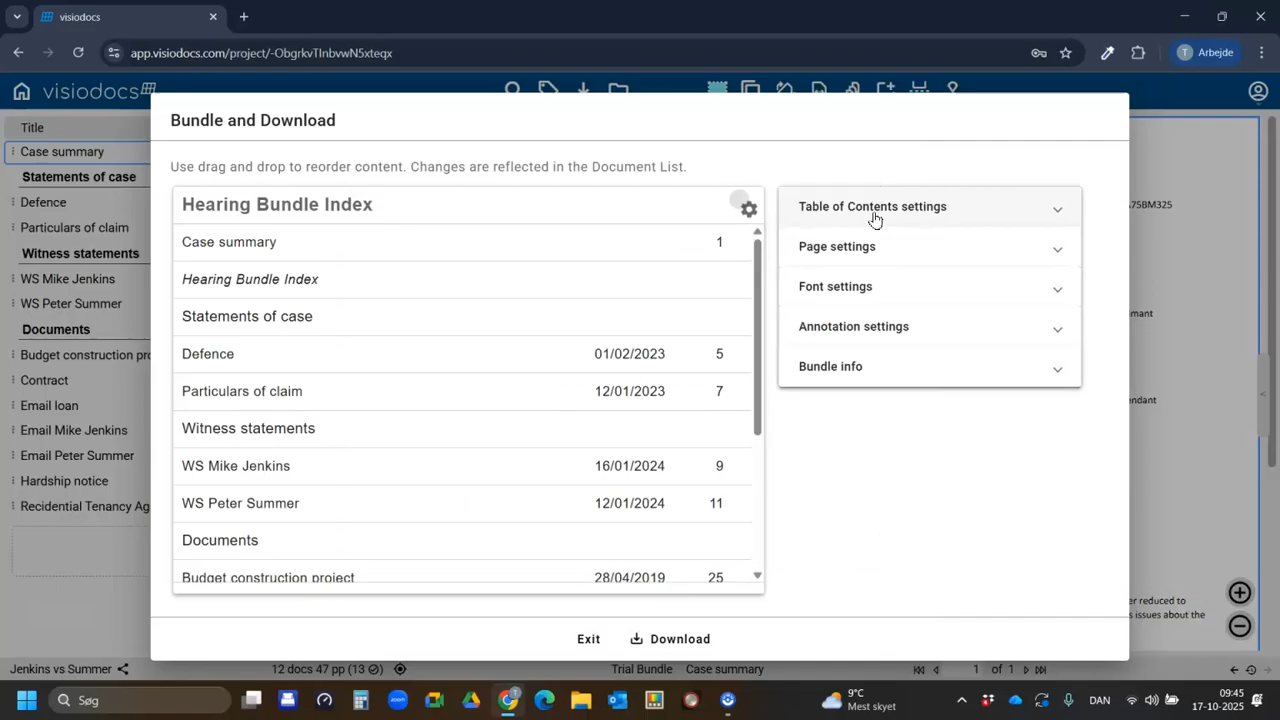 visiodocs
app.visiodocs.com/project/-ObgrkvTInbvwN5xteqx
Arbejde
visiodocs
Title
Case summary
Statements of case
Defence
Particulars of claim
Witness statements
WS Mike Jenkins
WS Peter Summer
Documents
Budget construction pro
Contract
Email loan
Email Mike Jenkins
Email Peter Summer
Hardship notice
Residential Tenancy Ag
Bundle and Download
Use drag and drop to reorder content. Changes are reflected in the Document List.
Hearing Bundle Index
Case summary 1
Hearing Bundle Index
Statements of case
Defence 01/02/2023 5
Particulars of claim 12/01/2023 7
Witness statements
WS Mike Jenkins 16/01/2024 9
WS Peter Summer 12/01/2024 11
Documents
Budget construction project 28/04/2019 25
Table of Contents settings
Page settings
Font settings
Annotation settings
Bundle info
Exit Download
A75BM325
mant
endant
er reduced to
s issues about the
Jenkins vs Summer 12 docs 47 pp (13) Trial Bundle Case summary 1 of 1
Søg
9°C
Mest skyet
DAN
09:45
17-10-2025